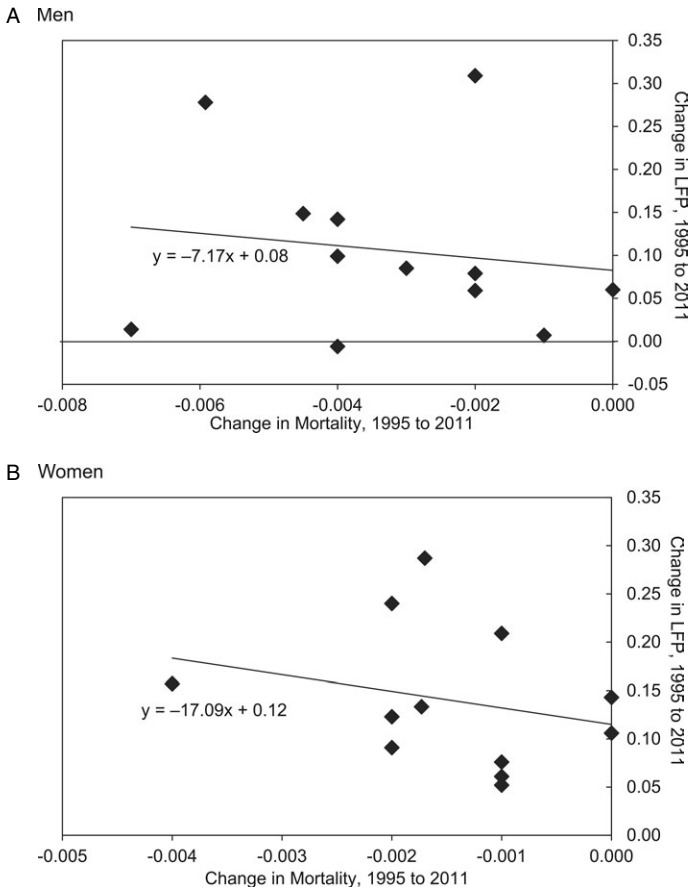 A Men
0.35
0.30
0.25
0.20
0.15
0.10
0.05
0.00
-0.05
Change in LFP, 1995 to 2011
y = –7.17x + 0.08
-0.008 -0.006 -0.004 -0.002 0.000
Change in Mortality, 1995 to 2011
B Women
0.35
0.30
0.25
0.20
0.15
0.10
0.05
0.00
Change in LFP, 1995 to 2011
y = –17.09x + 0.12
-0.005 -0.004 -0.003 -0.002 -0.001 0.000
Change in Mortality, 1995 to 2011